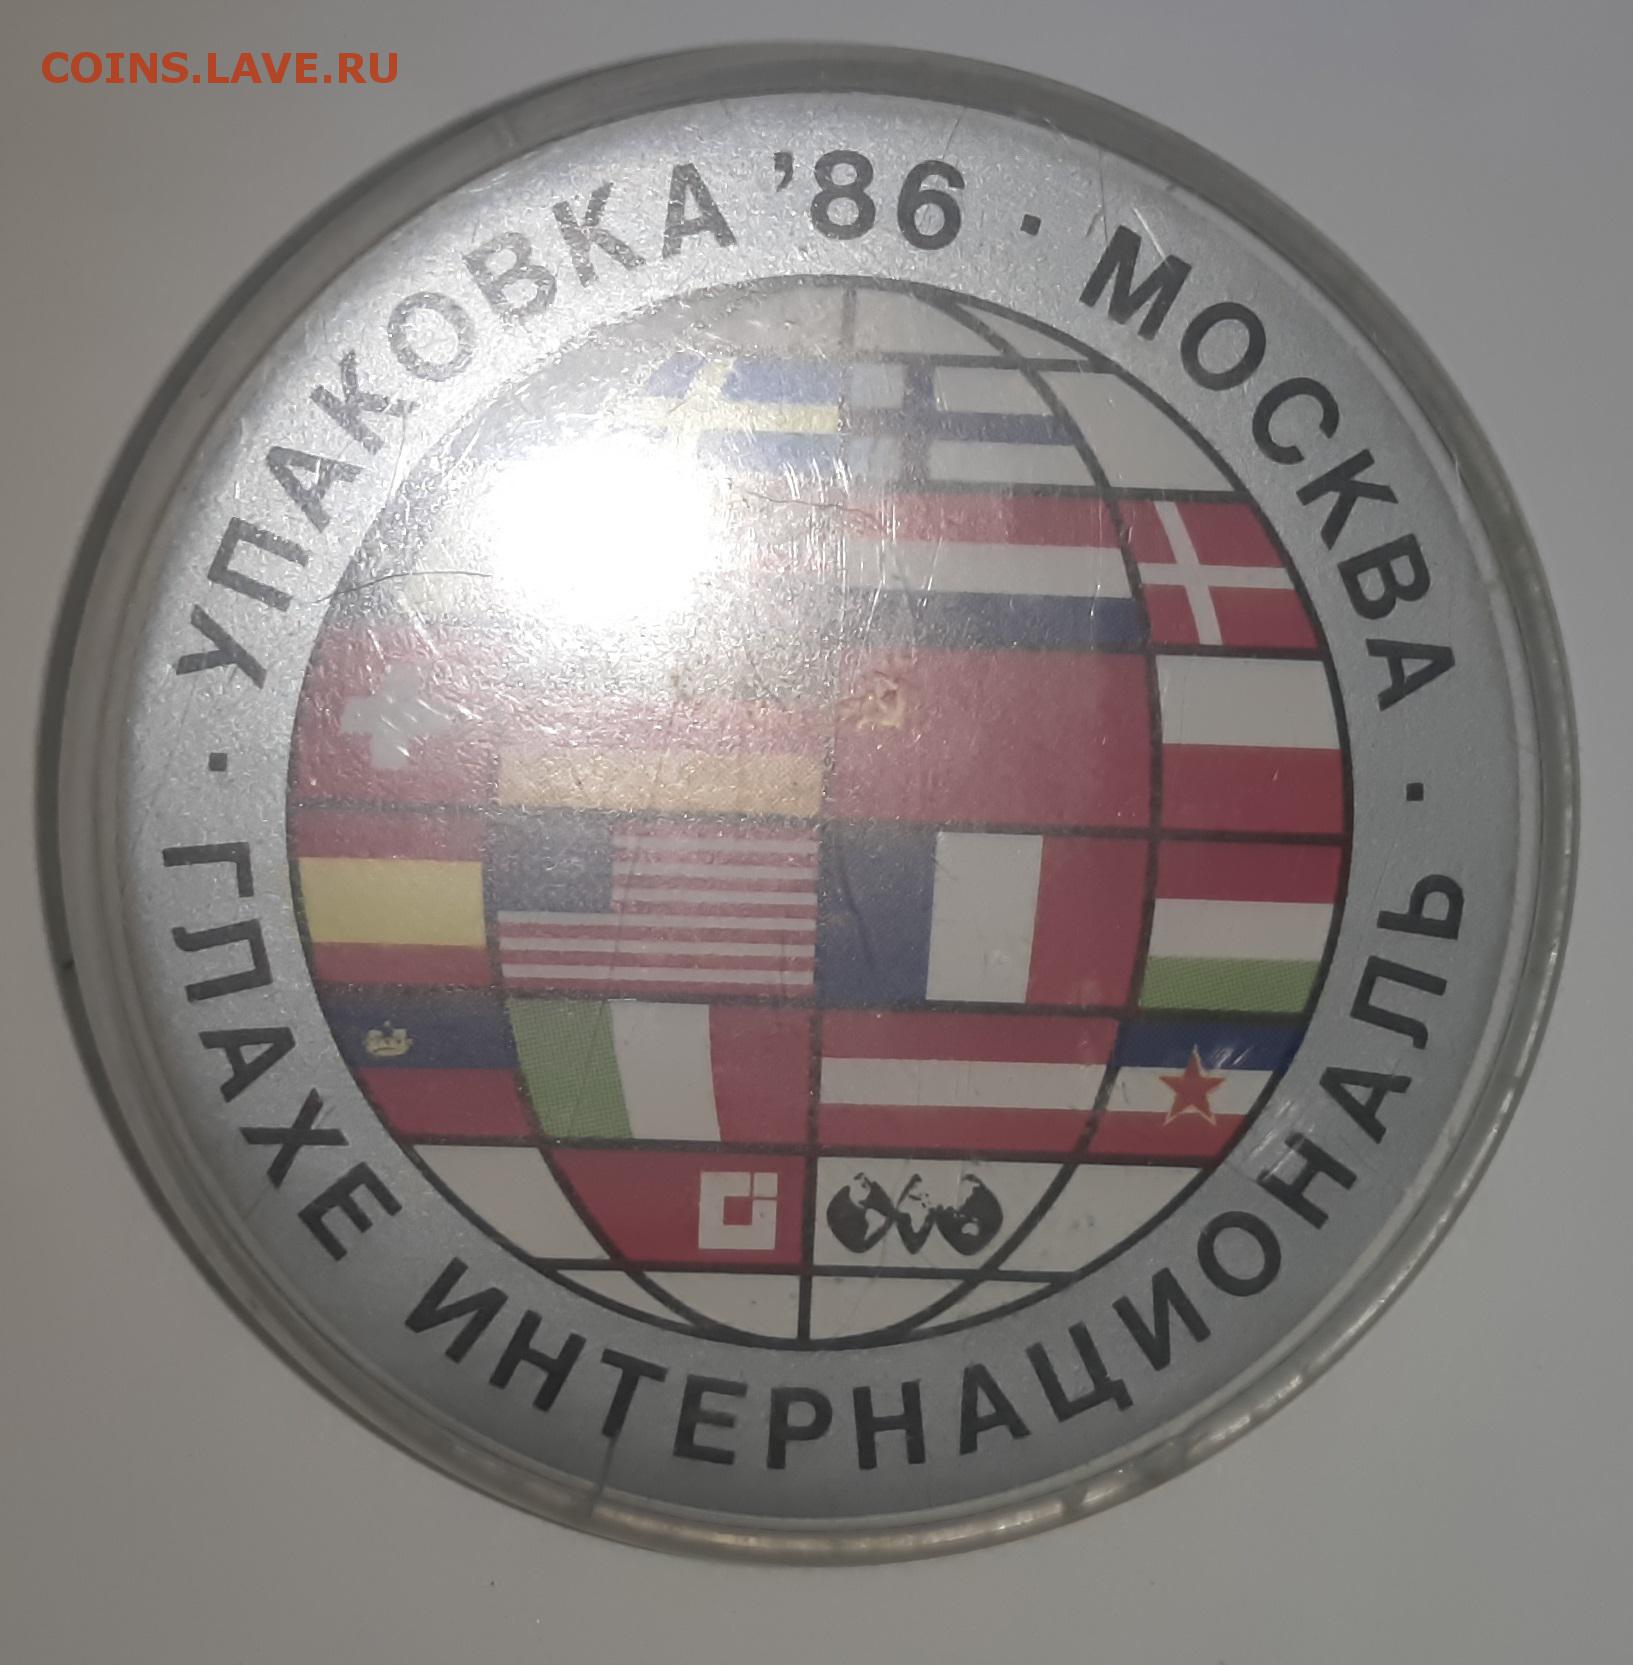 COINS.LAVE.RU
УПАКОВКА '86 · МОСКВА ·
ГЛАХЕ ИНТЕРНАЦИОНАЛЬ ·